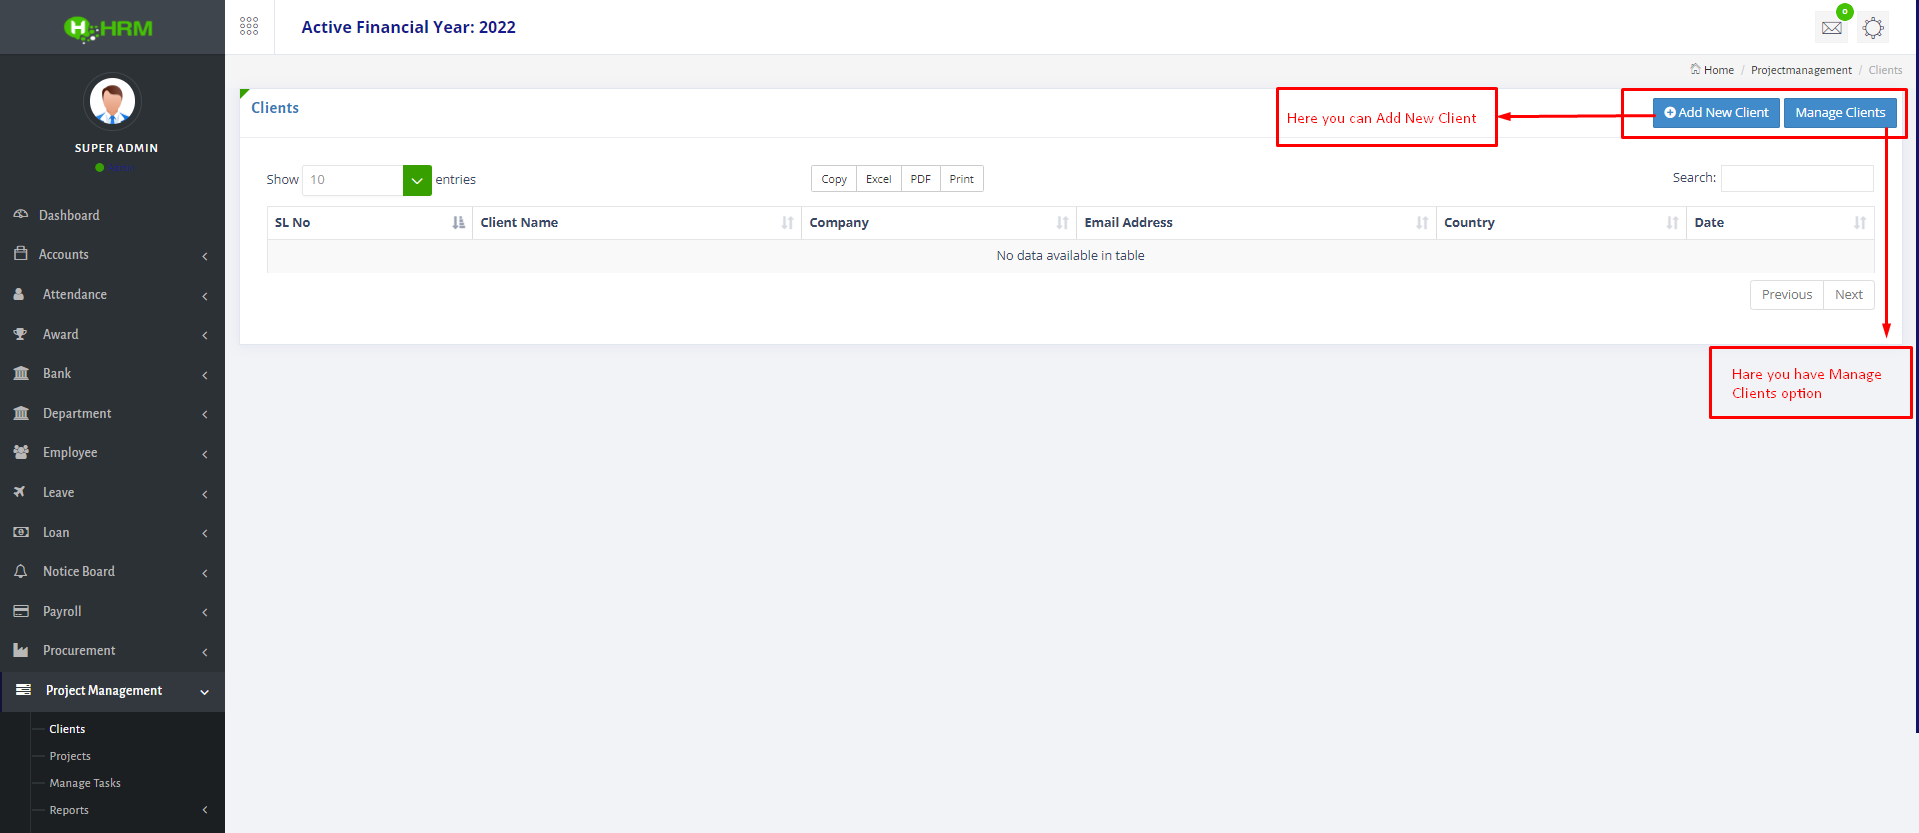 H HRM
Active Financial Year: 2022
0
Home / Projectmanagement / Clients
Clients
Here you can Add New Client
Add New Client
Manage Clients
SUPER ADMIN
Show 10 entries
Copy Excel PDF Print
Search:
SL No Client Name Company Email Address Country Date
No data available in table
Previous Next
Hare you have Manage
Clients option
Dashboard
Accounts
Attendance
Award
Bank
Department
Employee
Leave
Loan
Notice Board
Payroll
Procurement
Project Management
Clients
Projects
Manage Tasks
Reports